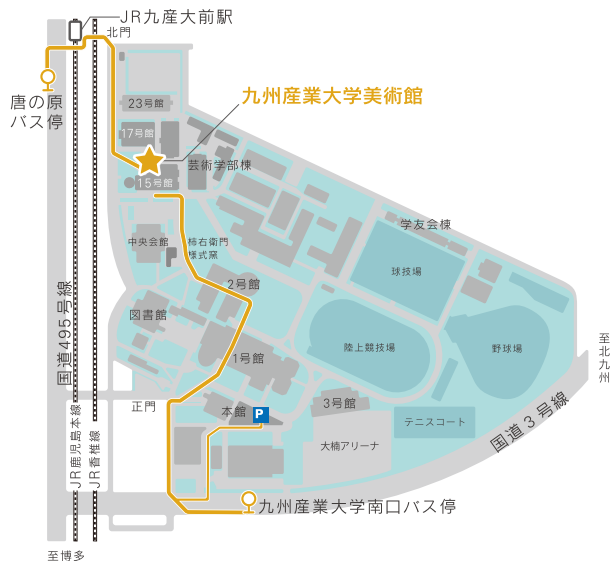 JR九産大前駅
北門
唐の原
バス停
九州産業大学美術館
23号館
17号館
芸術学部棟
15号館
学友会棟
中央会館
柿右衛門
様式窯
球技場
2号館
国道495号線
図書館
1号館
陸上競技場
野球場
至北九州
正門
本館
P
3号館
テニスコート
国道3号線
大楠アリーナ
JR鹿児島本線
JR香椎線
九州産業大学南口バス停
至博多